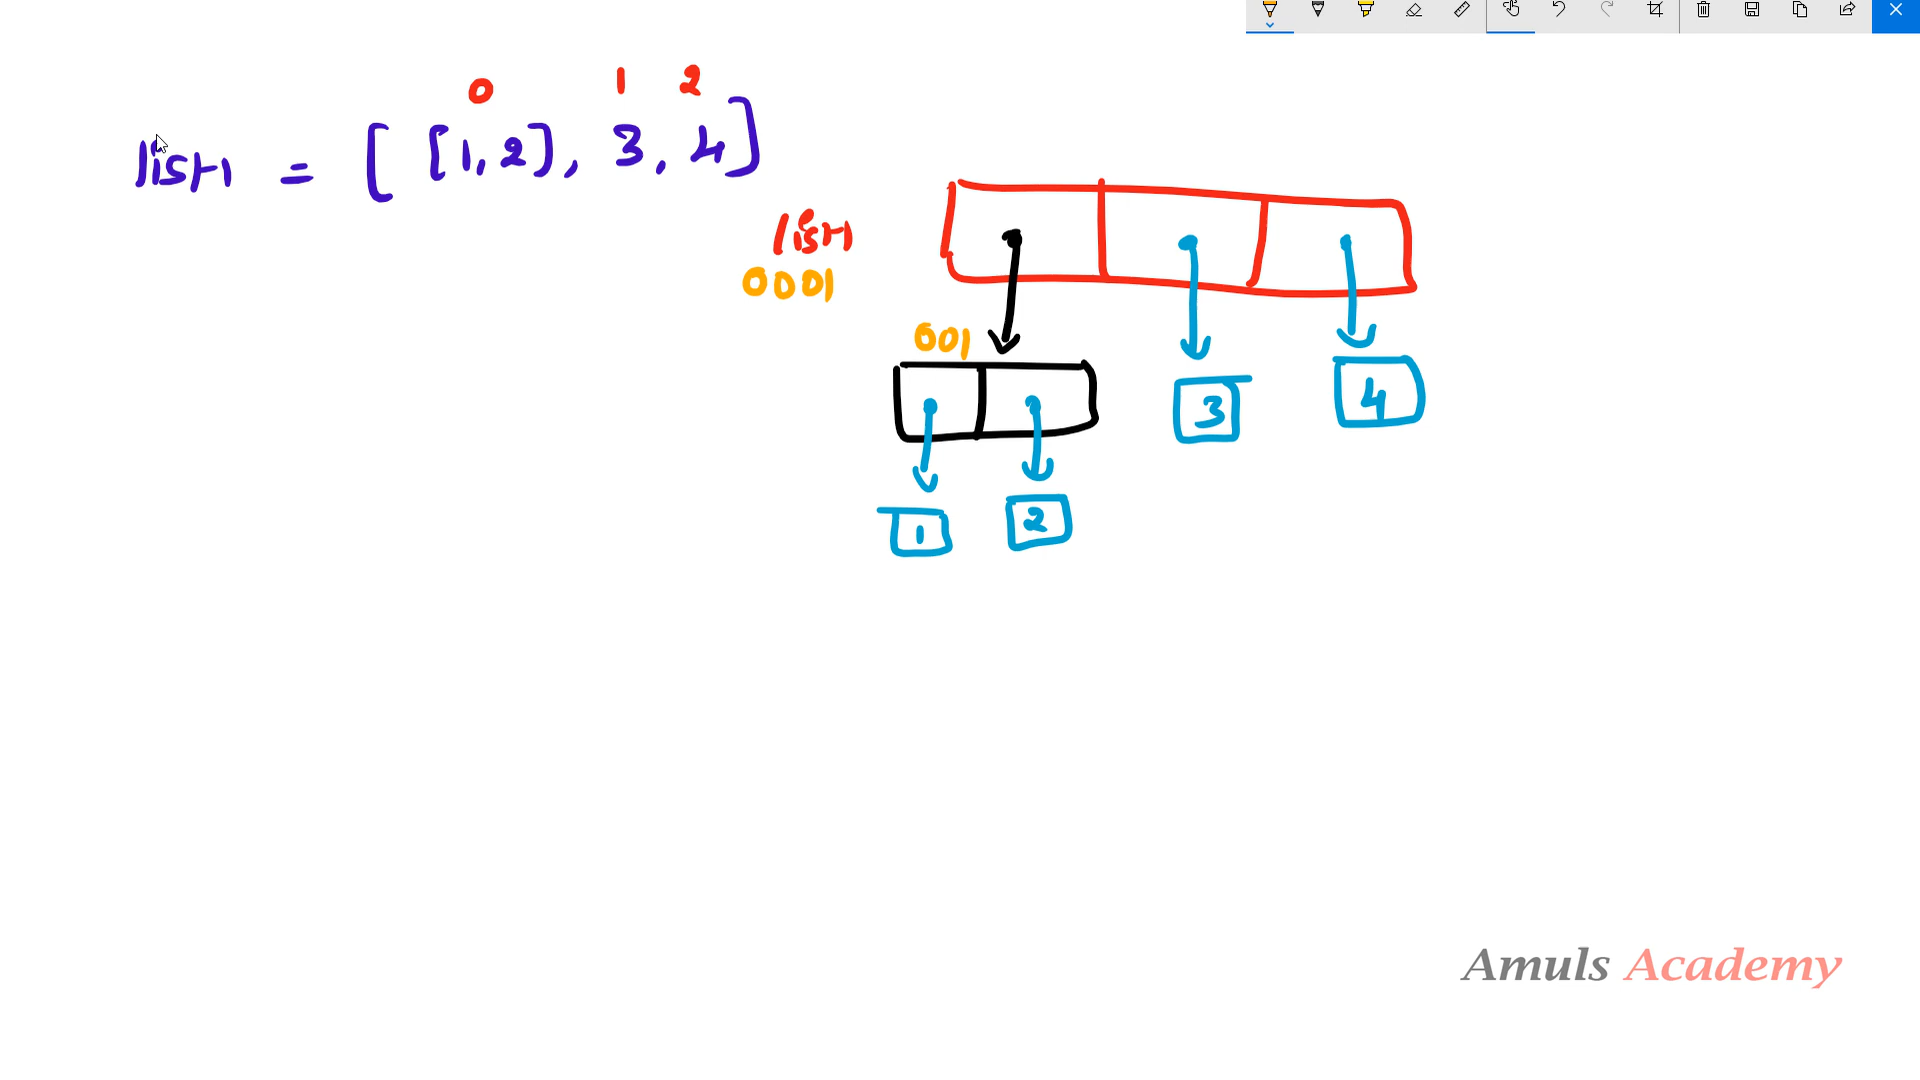 0 1 2
list1 = [ [1,2], 3, 4]
list1
0001
001
3 4
1 2
Amuls Academy